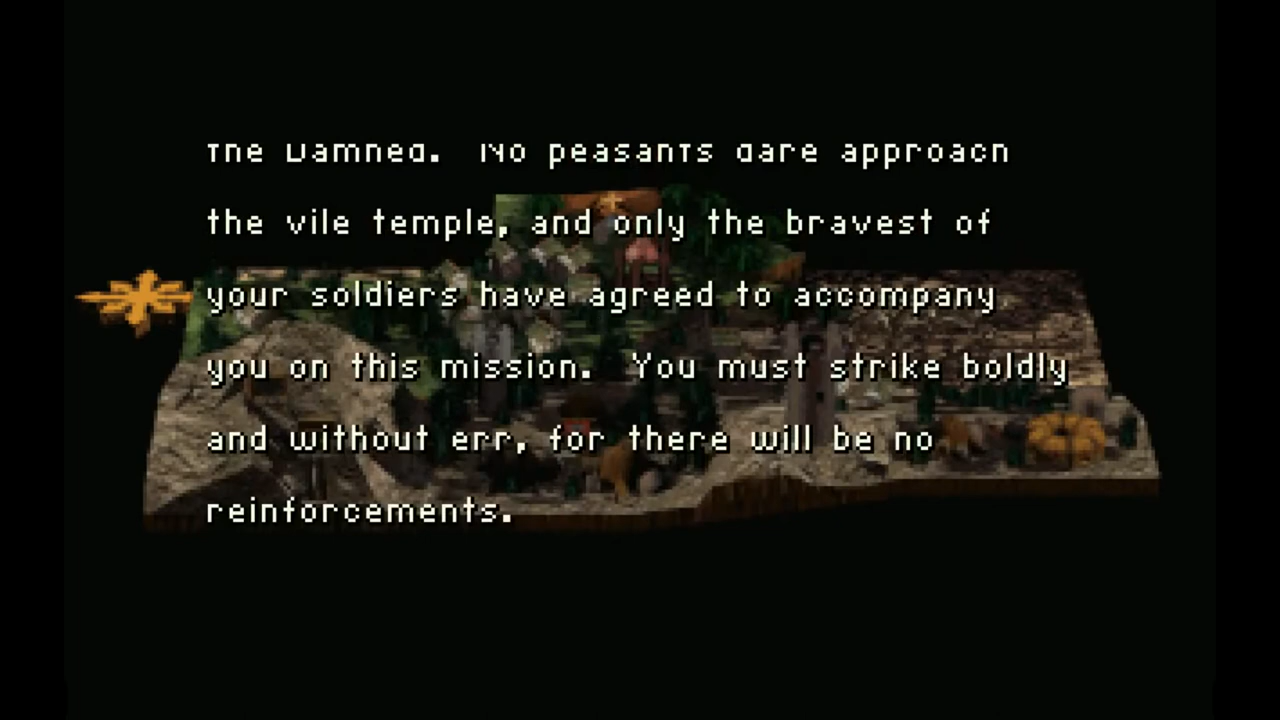 the Damned.  No peasants dare approach
the vile temple, and only the bravest of
your soldiers have agreed to accompany
you on this mission.  You must strike boldly
and without err, for there will be no
reinforcements.